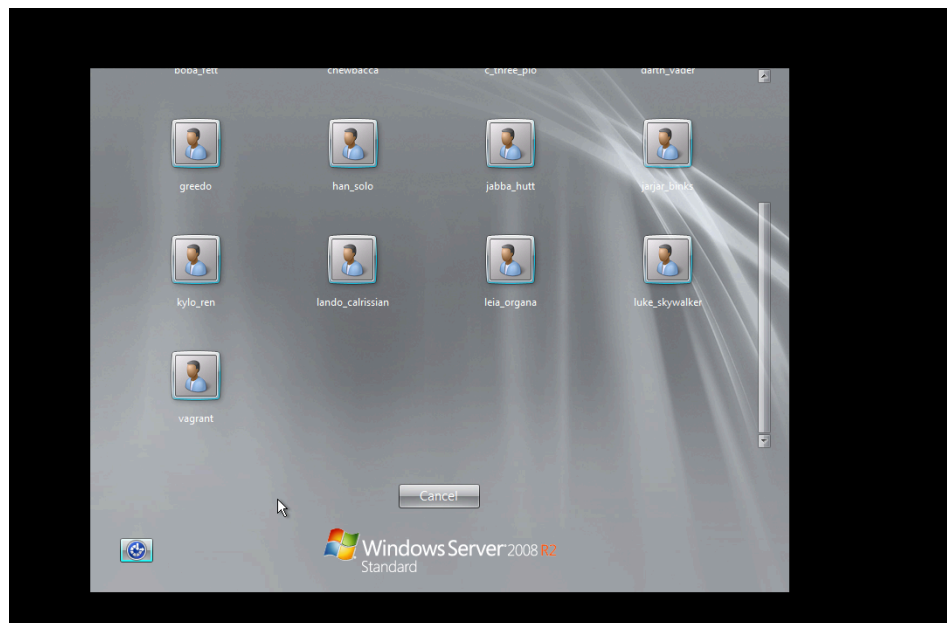 boba_fett chewbacca c_three_pio darth_vader
greedo han_solo jabba_hutt jarjar_binks
kylo_ren lando_calrissian leia_organa luke_skywalker
vagrant
Cancel
Windows Server 2008 R2
Standard